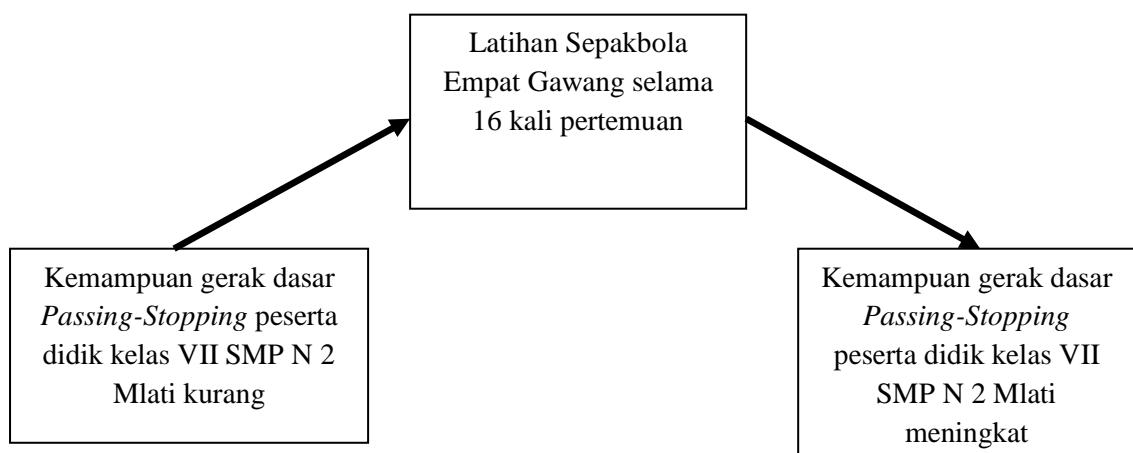 Latihan Sepakbola
Empat Gawang selama
16 kali pertemuan
Kemampuan gerak dasar
Passing-Stopping peserta
didik kelas VII SMP N 2
Mlati kurang
Kemampuan gerak dasar
Passing-Stopping
peserta didik kelas VII
SMP N 2 Mlati
meningkat